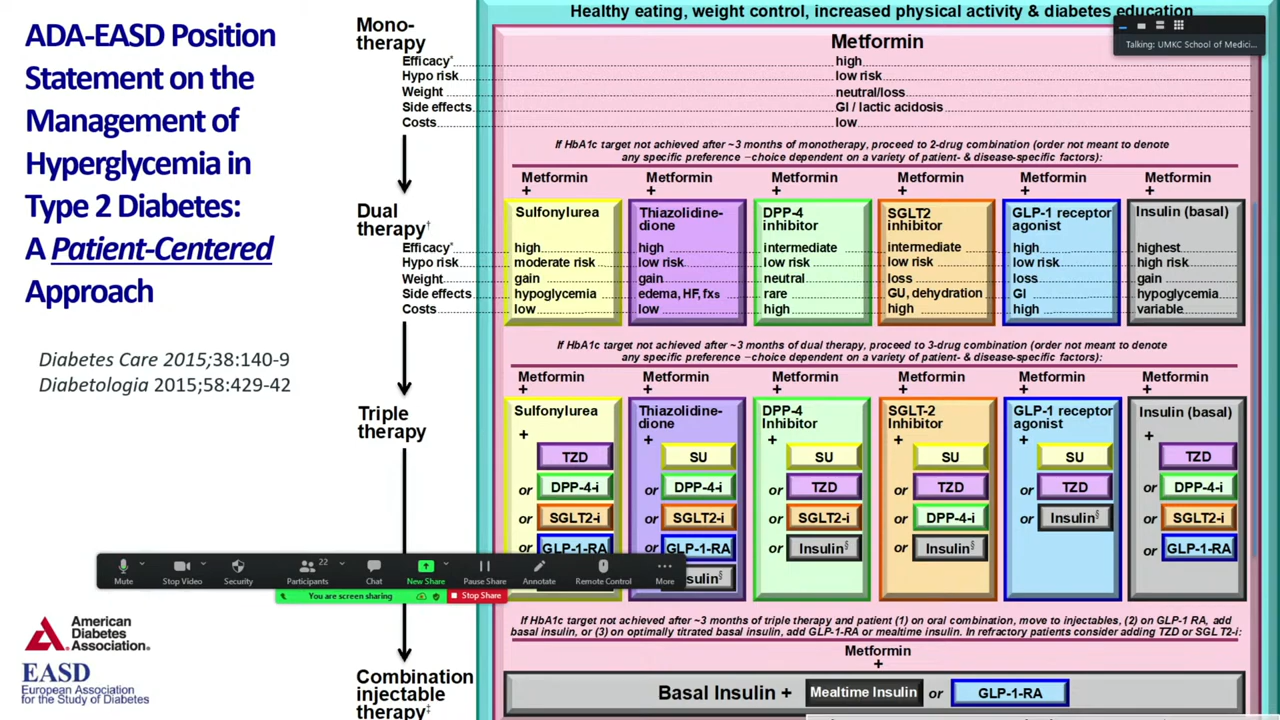 ADA-EASD Position
Statement on the
Management of
Hyperglycemia in
Type 2 Diabetes:
A Patient-Centered
Approach
Diabetes Care 2015;38:140-9
Diabetologia 2015;58:429-42
American
Diabetes
Association.
EASD
European Association
for the Study of Diabetes
Healthy eating, weight control, increased physical activity & diabetes education
Talking: UMKC School of Medici...
Mono-
therapy
Metformin
Efficacy* high
Hypo risk low risk
Weight neutral/loss
Side effects GI / lactic acidosis
Costs low
If HbA1c target not achieved after ~3 months of monotherapy, proceed to 2-drug combination (order not meant to denote
any specific preference – choice dependent on a variety of patient- & disease-specific factors):
Metformin Metformin Metformin Metformin Metformin Metformin
+ + + + + +
Dual
therapy†
Sulfonylurea
Thiazolidine-
dione
DPP-4
inhibitor
SGLT2
inhibitor
GLP-1 receptor
agonist
Insulin (basal)
Efficacy* high high intermediate intermediate high highest
Hypo risk moderate risk low risk low risk low risk low risk high risk
Weight gain gain neutral loss loss gain
Side effects hypoglycemia edema, HF, fxs rare GU, dehydration GI hypoglycemia
Costs low low high high high variable
If HbA1c target not achieved after ~3 months of dual therapy, proceed to 3-drug combination (order not meant to denote
any specific preference – choice dependent on a variety of patient- & disease-specific factors):
Metformin Metformin Metformin Metformin Metformin Metformin
+ + + + + +
Triple
therapy
Sulfonylurea
Thiazolidine-
dione
DPP-4
Inhibitor
SGLT-2
Inhibitor
GLP-1 receptor
agonist
Insulin (basal)
+ + + + + +
TZD SU SU SU SU TZD
or DPP-4-i or DPP-4-i or TZD or TZD or TZD or DPP-4-i
or SGLT2-i or SGLT2-i or SGLT2-i or DPP-4-i or Insulin§ or SGLT2-i
or GLP-1-RA or GLP-1-RA or Insulin§ or Insulin§ or GLP-1-RA
22
Mute Stop Video Security Participants Chat New Share Pause Share Annotate Remote Control More
You are screen sharing Stop Share
If HbA1c target not achieved after ~3 months of triple therapy and patient (1) on oral combination, move to injectables, (2) on GLP-1 RA, add
basal insulin, or (3) on optimally titrated basal insulin, add GLP-1-RA or mealtime insulin. In refractory patients consider adding TZD or SGL T2-i:
Metformin
+
Combination
injectable
therapy‡
Basal Insulin + Mealtime Insulin or GLP-1-RA